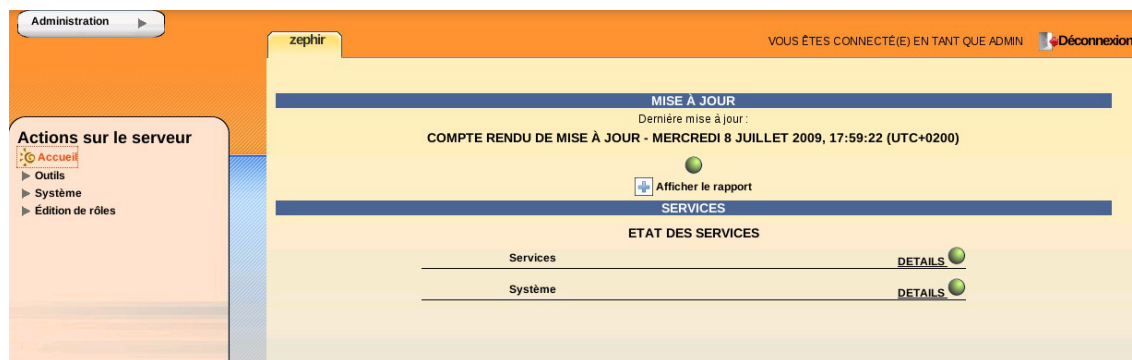 Administration
zephir
VOUS ÊTES CONNECTÉ(E) EN TANT QUE ADMIN
Déconnexion
Actions sur le serveur
Accueil
Outils
Système
Édition de rôles
MISE À JOUR
Dernière mise à jour :
COMPTE RENDU DE MISE À JOUR - MERCREDI 8 JUILLET 2009, 17:59:22 (UTC+0200)
Afficher le rapport
SERVICES
ETAT DES SERVICES
Services DETAILS
Système DETAILS